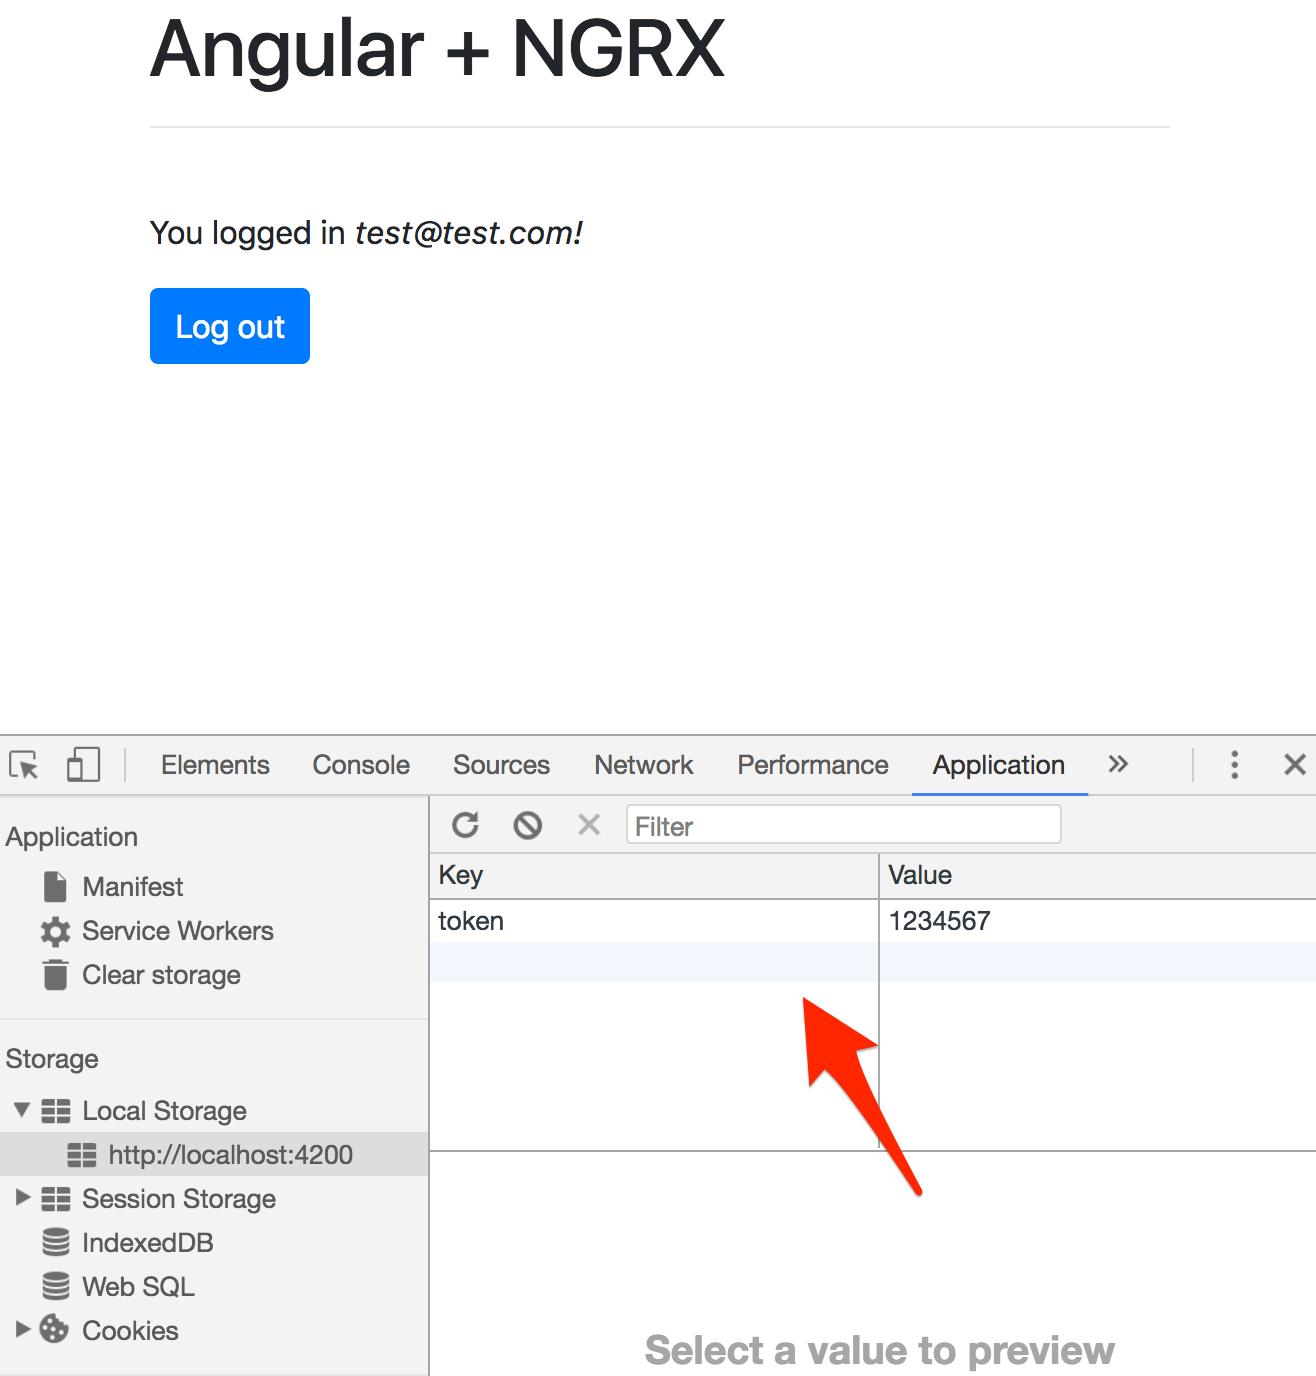 Angular + NGRX
You logged in test@test.com!
Log out
Elements Console Sources Network Performance Application
Application
Manifest
Service Workers
Clear storage
Storage
Local Storage
http://localhost:4200
Session Storage
IndexedDB
Web SQL
Cookies
Filter
Key Value
token 1234567
Select a value to preview